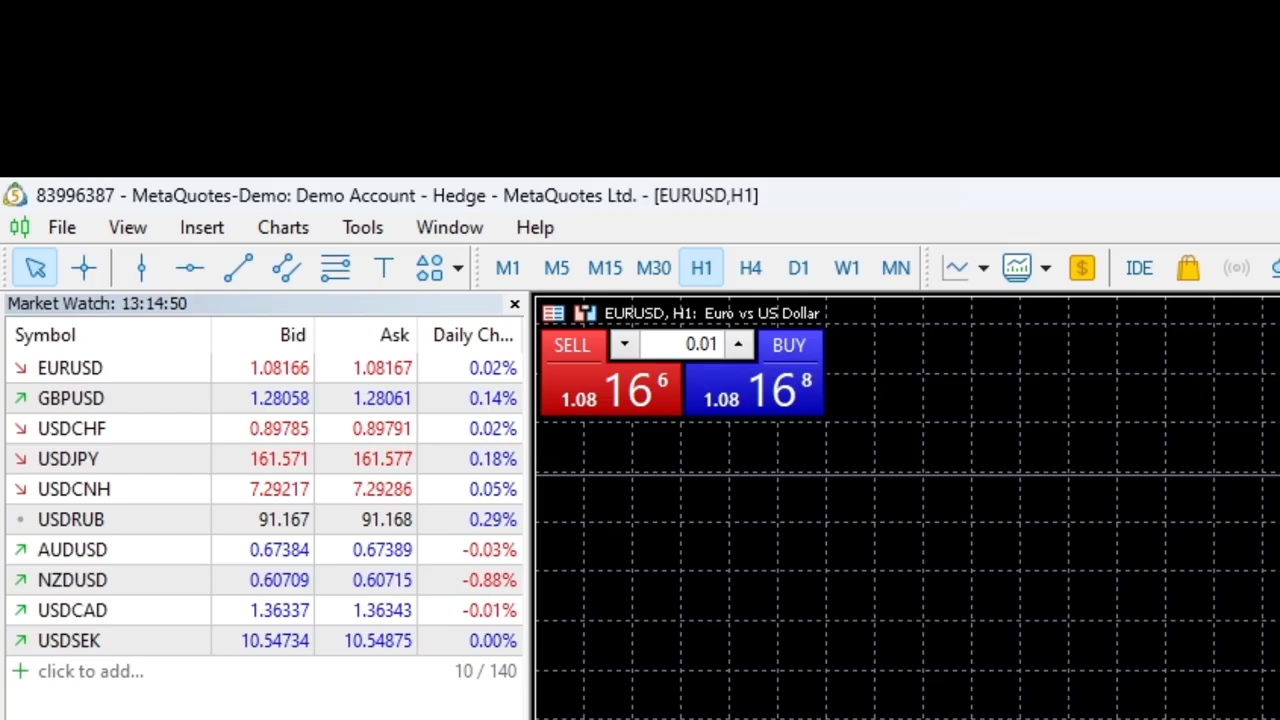 83996387 - MetaQuotes-Demo: Demo Account - Hedge - MetaQuotes Ltd. - [EURUSD,H1]
File View Insert Charts Tools Window Help
T M1 M5 M15 M30 H1 H4 D1 W1 MN $ IDE
Market Watch: 13:14:50
Symbol Bid Ask Daily Ch...
EURUSD 1.08166 1.08167 0.02%
GBPUSD 1.28058 1.28061 0.14%
USDCHF 0.89785 0.89791 0.02%
USDJPY 161.571 161.577 0.18%
USDCNH 7.29217 7.29286 0.05%
USDRUB 91.167 91.168 0.29%
AUDUSD 0.67384 0.67389 -0.03%
NZDUSD 0.60709 0.60715 -0.88%
USDCAD 1.36337 1.36343 -0.01%
USDSEK 10.54734 10.54875 0.00%
+ click to add... 10 / 140
EURUSD, H1: Euro vs US Dollar
SELL 0.01 BUY
1.08 16 6 1.08 16 8